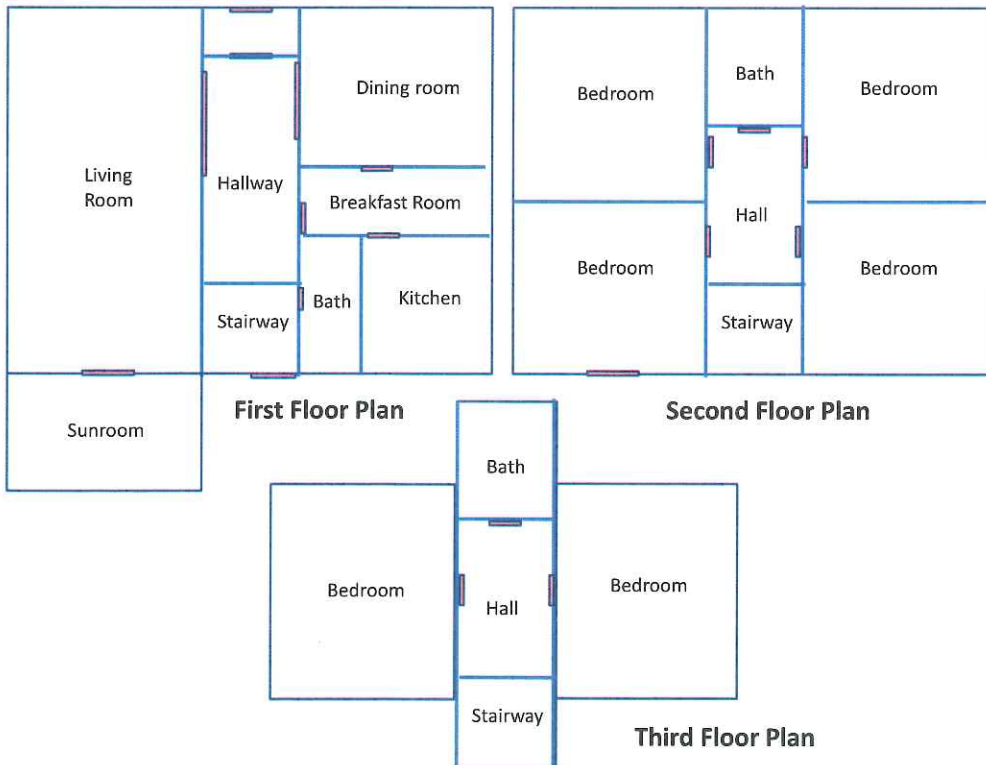 Dining room
Living
Room
Hallway
Breakfast Room
Bath
Kitchen
Stairway
Sunroom
First Floor Plan
Bedroom
Bath
Bedroom
Hall
Bedroom
Bedroom
Stairway
Second Floor Plan
Bath
Bedroom
Hall
Bedroom
Stairway
Third Floor Plan